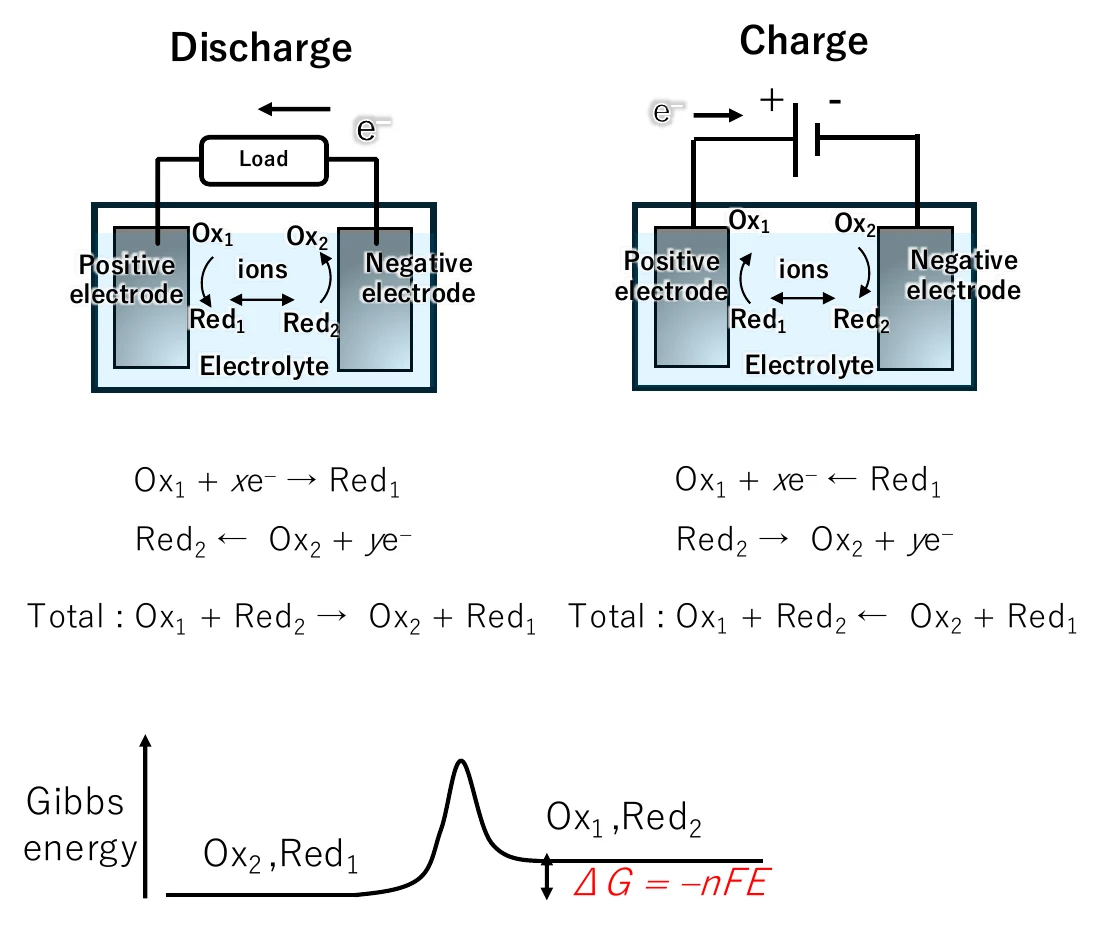 Discharge
e⁻
Load
Ox₁
Ox₂
Positive
electrode
ions
Negative
electrode
Red₁
Red₂
Electrolyte
Ox₁ + xe⁻ → Red₁
Red₂ ← Ox₂ + ye⁻
Total : Ox₁ + Red₂ → Ox₂ + Red₁
Charge
e⁻
+
-
Ox₁
Ox₂
Positive
electrode
ions
Negative
electrode
Red₁
Red₂
Electrolyte
Ox₁ + xe⁻ ← Red₁
Red₂ → Ox₂ + ye⁻
Total : Ox₁ + Red₂ ← Ox₂ + Red₁
Gibbs
energy
Ox₂ ,Red₁
Ox₁ ,Red₂
ΔG = −nFE